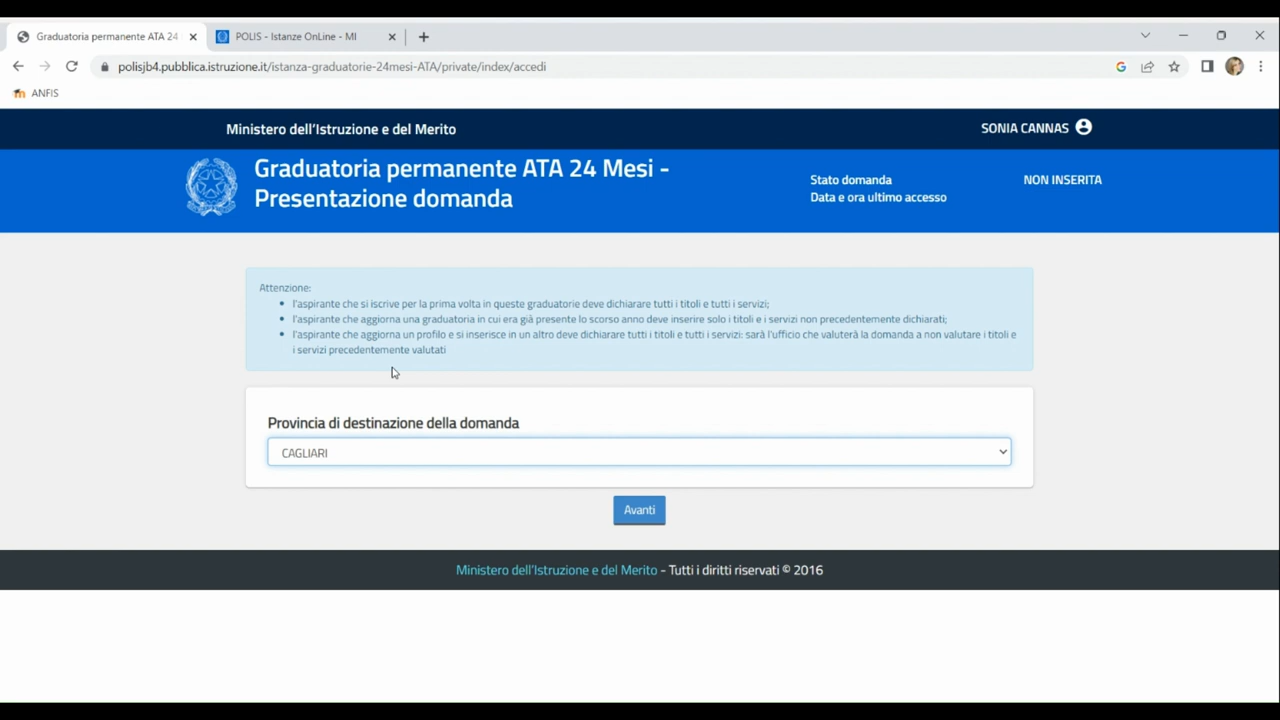 Graduatoria permanente ATA 24
POLIS - Istanze OnLine - MI
polisjb4.pubblica.istruzione.it/istanza-graduatorie-24mesi-ATA/private/index/accedi
ANFIS
Ministero dell'Istruzione e del Merito
SONIA CANNAS
Graduatoria permanente ATA 24 Mesi -
Presentazione domanda
Stato domanda
NON INSERITA
Data e ora ultimo accesso
Attenzione:
l'aspirante che si iscrive per la prima volta in queste graduatorie deve dichiarare tutti i titoli e tutti i servizi;
l'aspirante che aggiorna una graduatoria in cui era già presente lo scorso anno deve inserire solo i titoli e i servizi non precedentemente dichiarati;
l'aspirante che aggiorna un profilo e si inserisce in un altro deve dichiarare tutti i titoli e tutti i servizi: sarà l'ufficio che valuterà la domanda a non valutare i titoli e
i servizi precedentemente valutati
Provincia di destinazione della domanda
CAGLIARI
Avanti
Ministero dell'Istruzione e del Merito - Tutti i diritti riservati © 2016